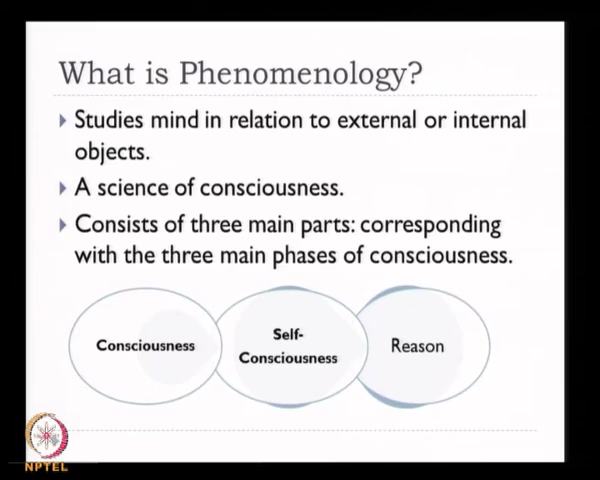 What is Phenomenology?
Studies mind in relation to external or internal
objects.
A science of consciousness.
Consists of three main parts: corresponding
with the three main phases of consciousness.
Consciousness
Self-
Consciousness
Reason
NPTEL